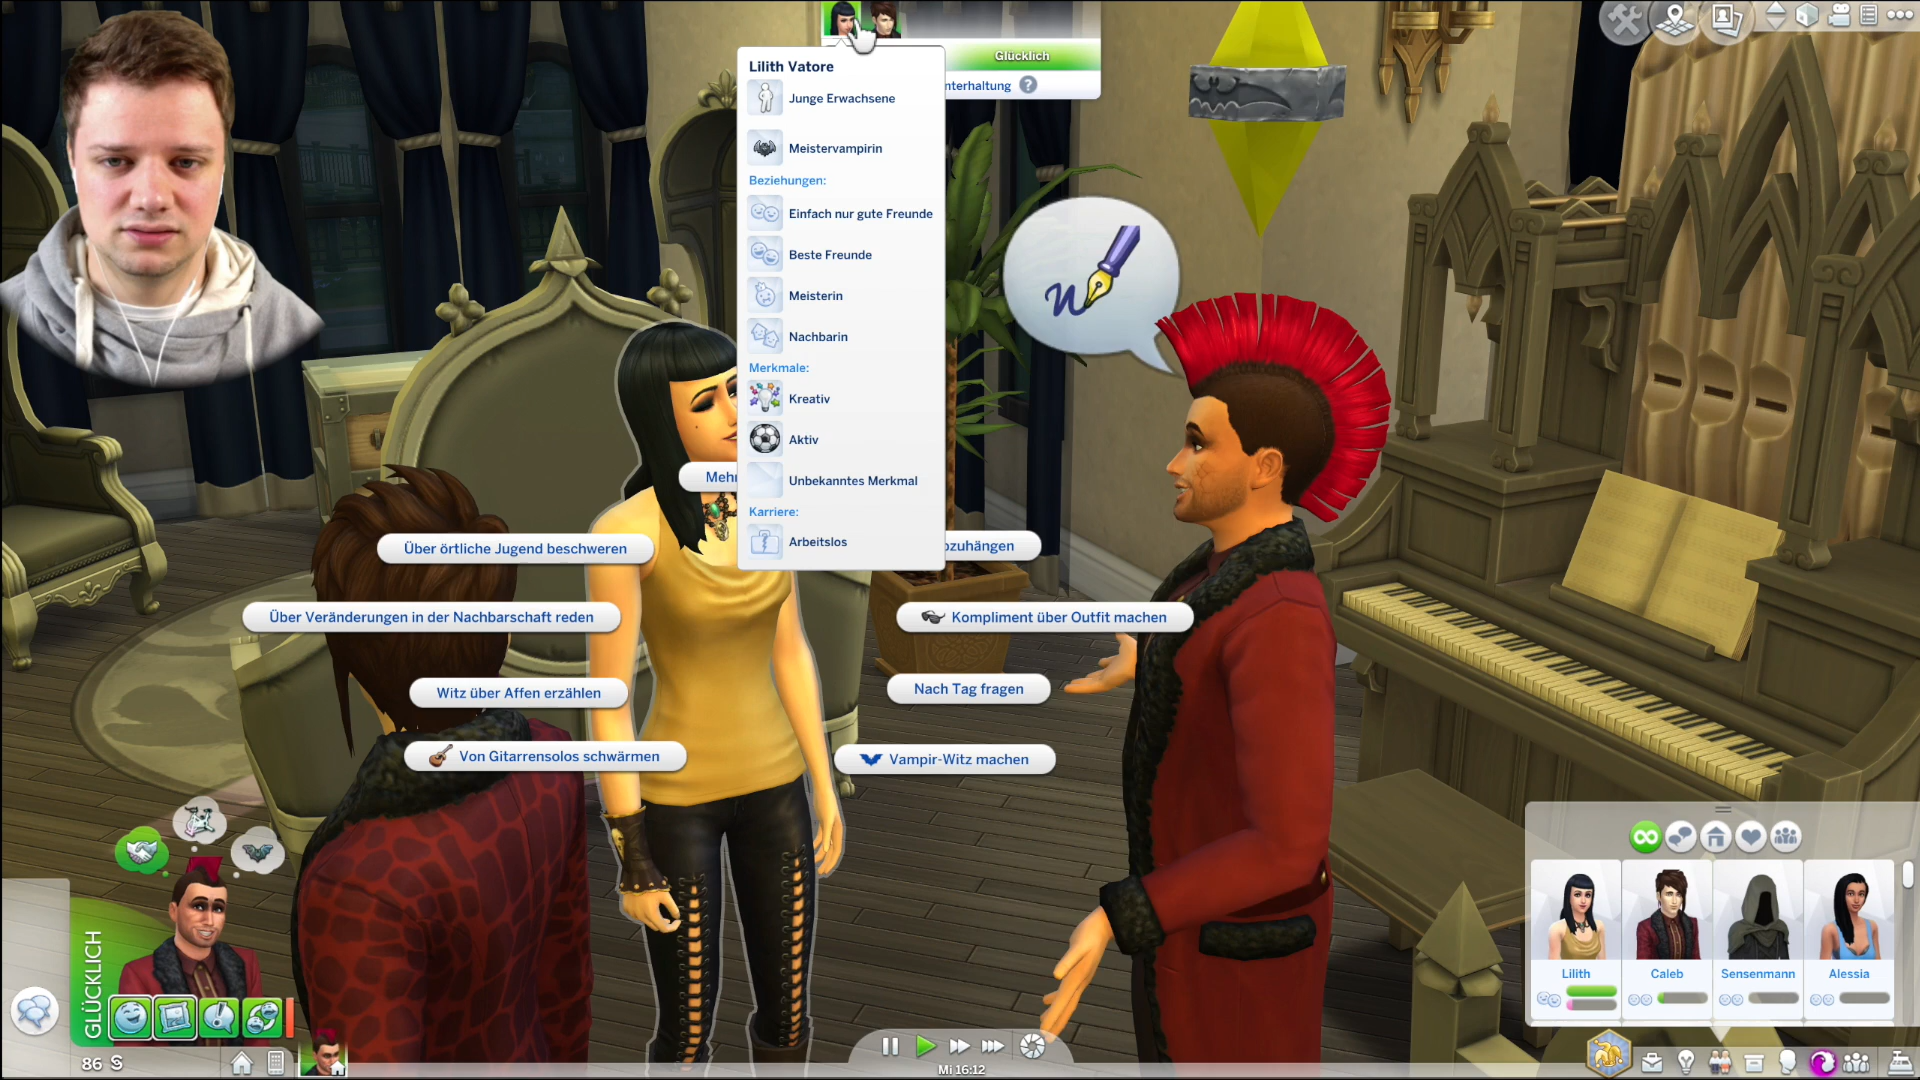 Lilith Vatore
Junge Erwachsene
Meistervampirin
Beziehungen:
Einfach nur gute Freunde
Beste Freunde
Meisterin
Nachbarin
Merkmale:
Kreativ
Aktiv
Unbekanntes Merkmal
Karriere:
Arbeitslos
Glücklich
nterhaltung ?
Mehr
Über örtliche Jugend beschweren
bzuhängen
Über Veränderungen in der Nachbarschaft reden
Kompliment über Outfit machen
Witz über Affen erzählen
Nach Tag fragen
Von Gitarrensolos schwärmen
Vampir-Witz machen
GLÜCKLICH
86 S
Mi 16:12
Lilith
Caleb
Sensenmann
Alessia